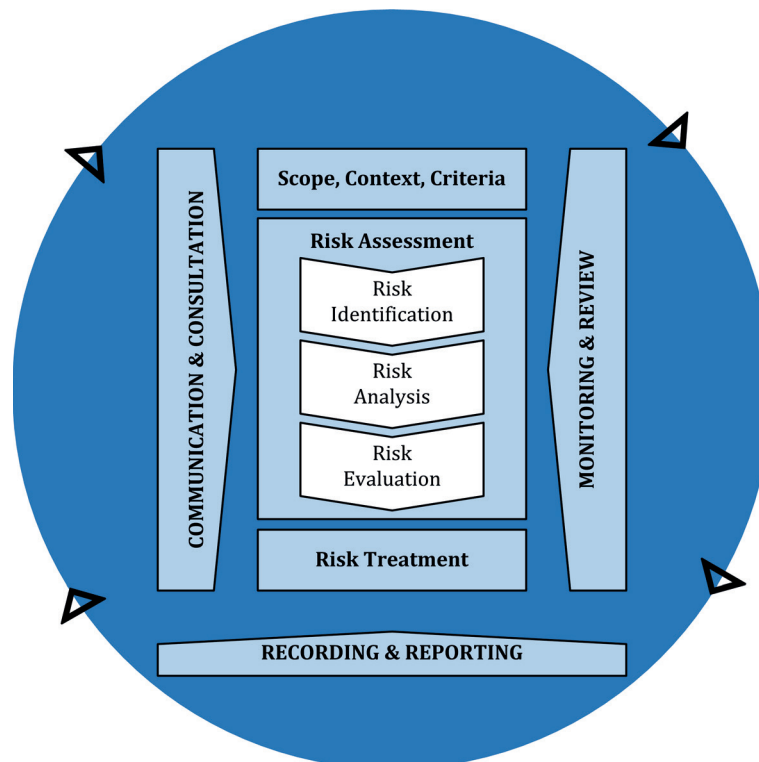 Scope, Context, Criteria
Risk Assessment
Risk
Identification
Risk
Analysis
Risk
Evaluation
Risk Treatment
COMMUNICATION & CONSULTATION
MONITORING & REVIEW
RECORDING & REPORTING